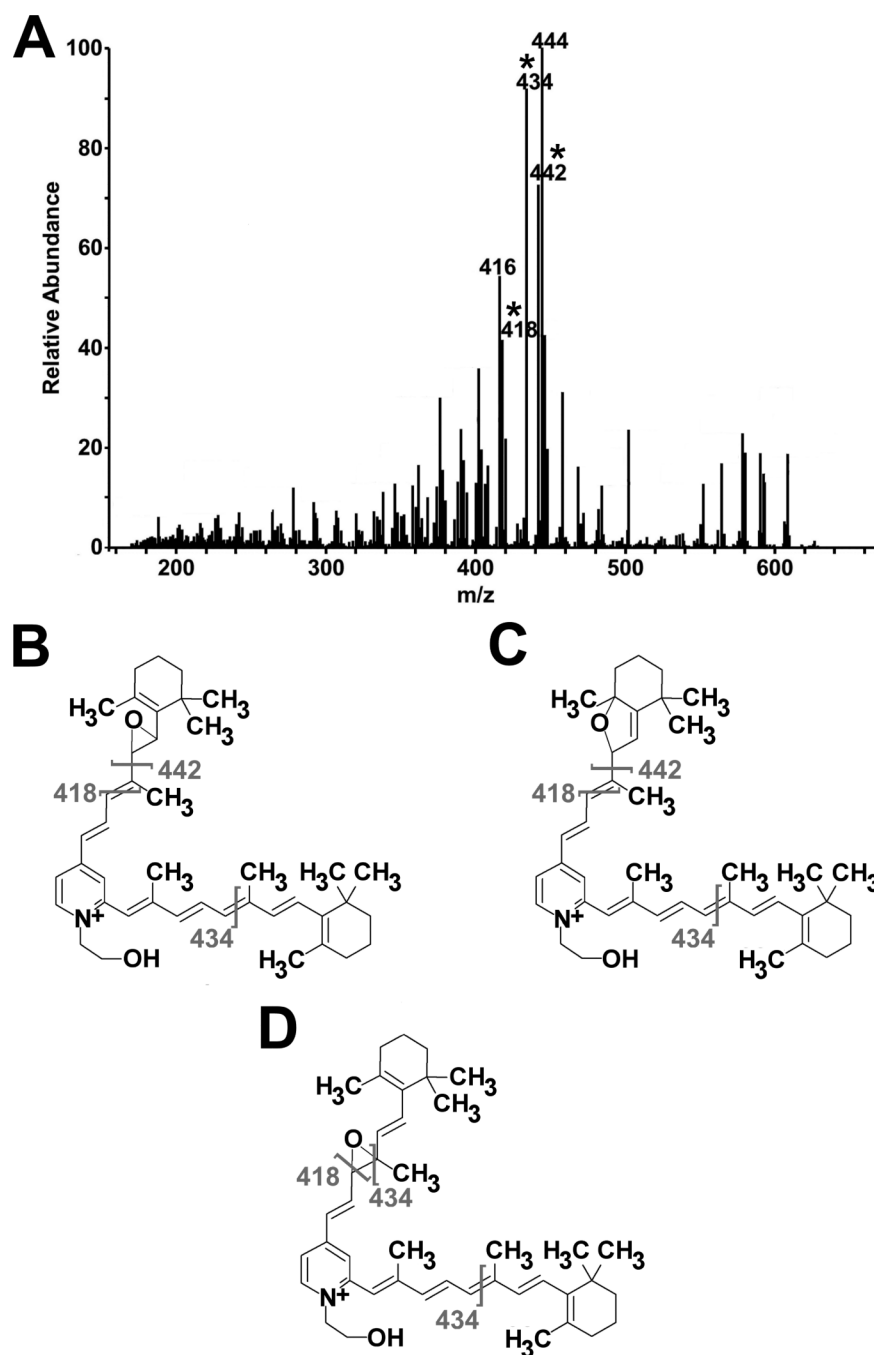 A
100
80
60
40
20
0
Relative Abundance
444
*
434
*
442
416
*
418
200
300
400
500
600
m/z
B
H3C
CH3
CH3
O
442
418
CH3
CH3
CH3
H3C
CH3
434
N+
OH
H3C
C
H3C
CH3
CH3
O
442
418
CH3
CH3
CH3
H3C
CH3
434
N+
OH
H3C
D
H3C
CH3
CH3
O
418
CH3
434
CH3
CH3
H3C
CH3
N+
434
OH
H3C